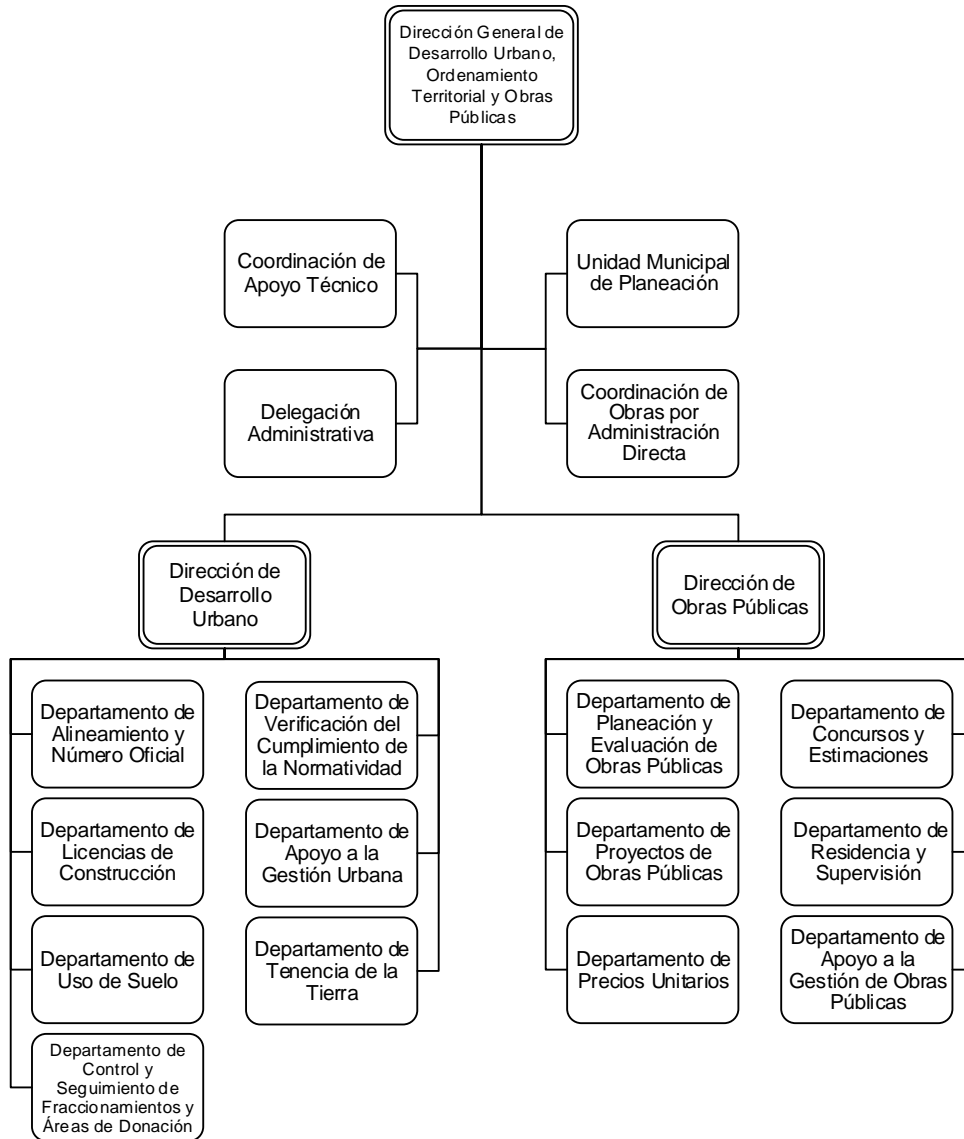 Dirección General de
Desarrollo Urbano,
Ordenamiento
Territorial y Obras
Públicas
Coordinación de
Apoyo Técnico
Unidad Municipal
de Planeación
Delegación
Administrativa
Coordinación de
Obras por
Administración
Directa
Dirección de
Desarrollo
Urbano
Dirección de
Obras Públicas
Departamento de
Alineamiento y
Número Oficial
Departamento de
Verificación del
Cumplimiento de
la Normatividad
Departamento de
Planeación y
Evaluación de
Obras Públicas
Departamento de
Concursos y
Estimaciones
Departamento de
Licencias de
Construcción
Departamento de
Apoyo a la
Gestión Urbana
Departamento de
Proyectos de
Obras Públicas
Departamento de
Residencia y
Supervisión
Departamento de
Uso de Suelo
Departamento de
Tenencia de la
Tierra
Departamento de
Precios Unitarios
Departamento de
Apoyo a la
Gestión de Obras
Públicas
Departamento de
Control y
Seguimiento de
Fraccionamientos y
Áreas de Donación